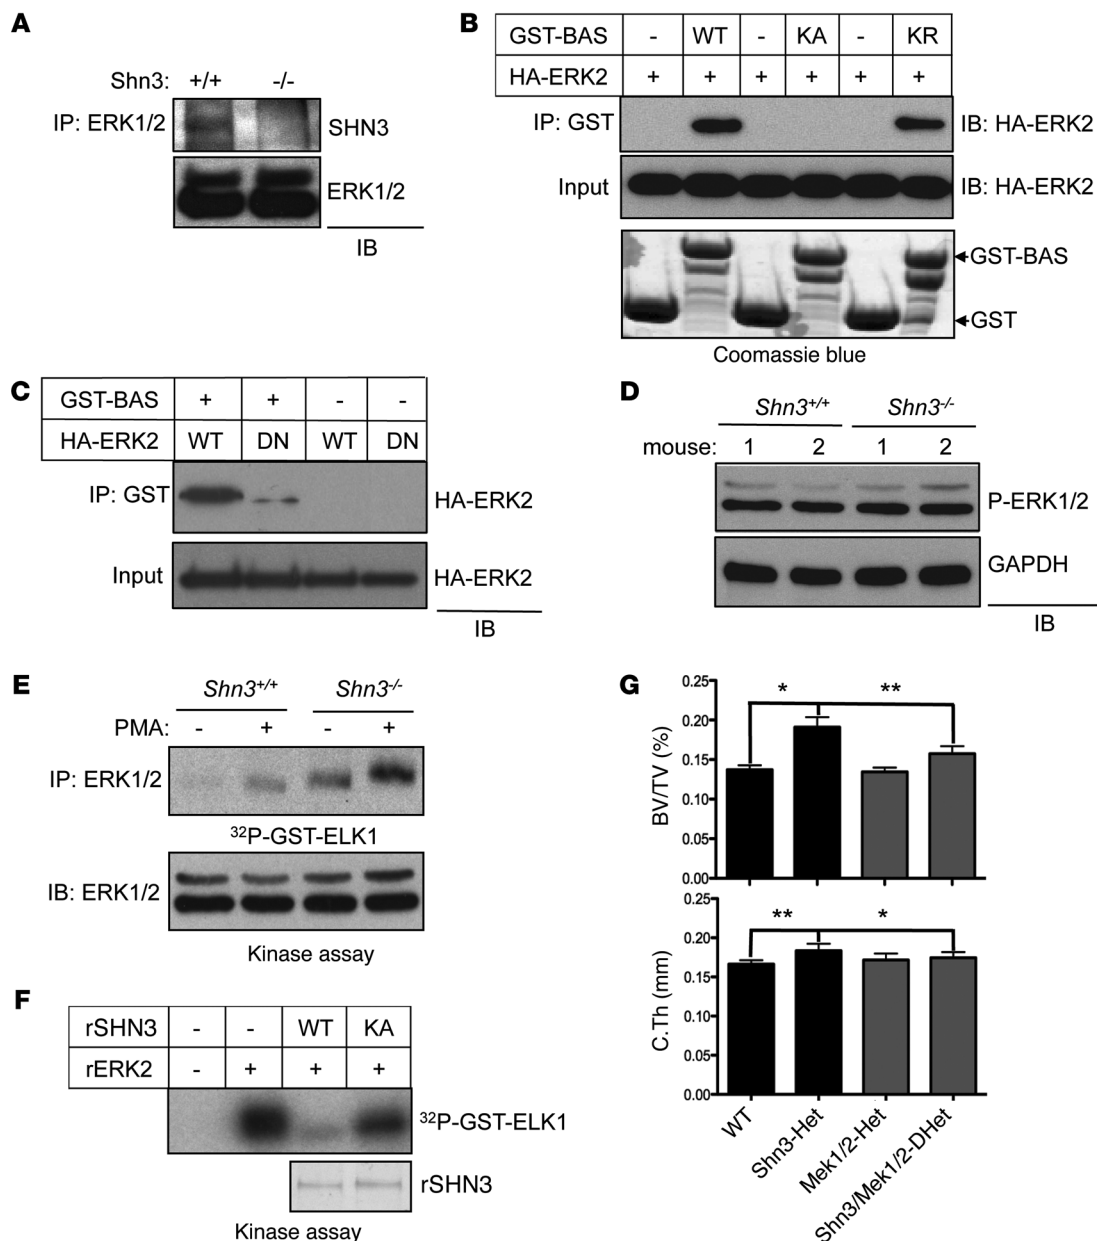 A
Shn3: +/+ -/-
IP: ERK1/2 SHN3
ERK1/2
IB
B
GST-BAS - WT - KA - KR
HA-ERK2 + + + + + +
IP: GST IB: HA-ERK2
Input IB: HA-ERK2
GST-BAS
GST
Coomassie blue
C
GST-BAS + + - -
HA-ERK2 WT DN WT DN
IP: GST HA-ERK2
Input HA-ERK2
IB
D
Shn3+/+ Shn3-/-
mouse: 1 2 1 2
P-ERK1/2
GAPDH
IB
E
Shn3+/+ Shn3-/-
PMA: - + - +
IP: ERK1/2
32P-GST-ELK1
IB: ERK1/2
Kinase assay
F
rSHN3 - - WT KA
rERK2 - + + +
32P-GST-ELK1
rSHN3
Kinase assay
G
BV/TV (%)
0.25
0.20
0.15
0.10
0.05
0.00
* **
C.Th (mm)
0.25
0.20
0.15
0.10
0.05
0.00
** *
WT
Shn3-Het
Mek1/2-Het
Shn3/Mek1/2-DHet